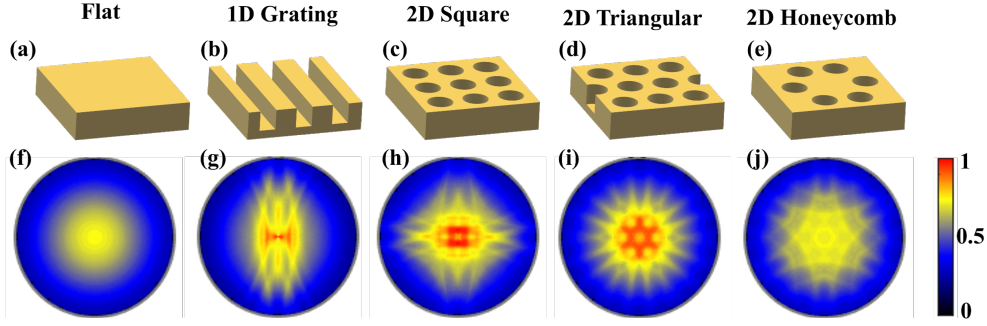 Flat
1D Grating
2D Square
2D Triangular
2D Honeycomb
(a)
(b)
(c)
(d)
(e)
(f)
(g)
(h)
(i)
(j)
1
0.5
0